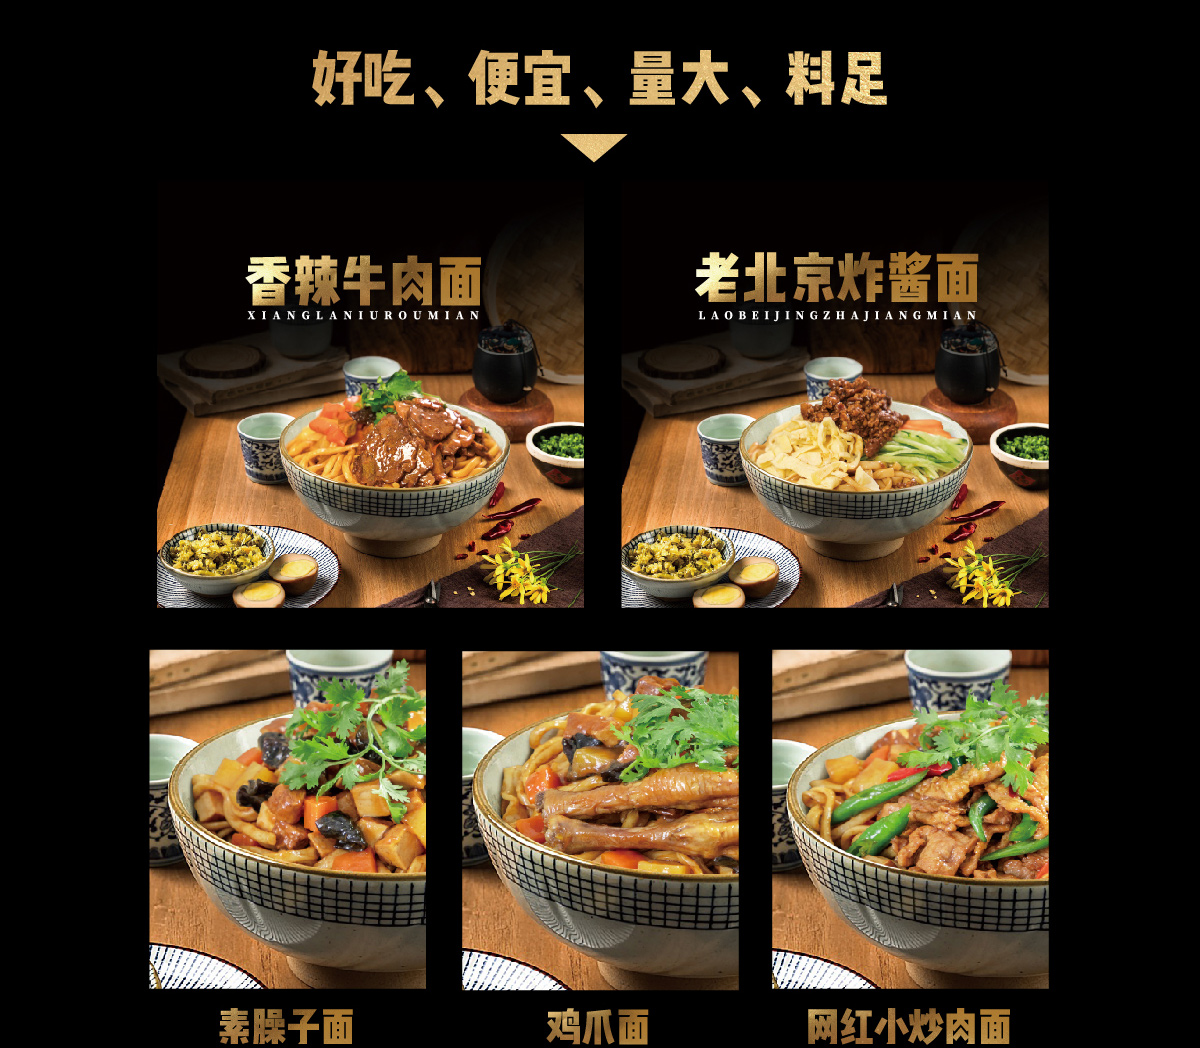 好吃、便宜、量大、料足
香辣牛肉面
XIANGLANIUROUMIAN
老北京炸酱面
LAOBEIJINGZHAJIANGMIAN
素臊子面
鸡爪面
网红小炒肉面